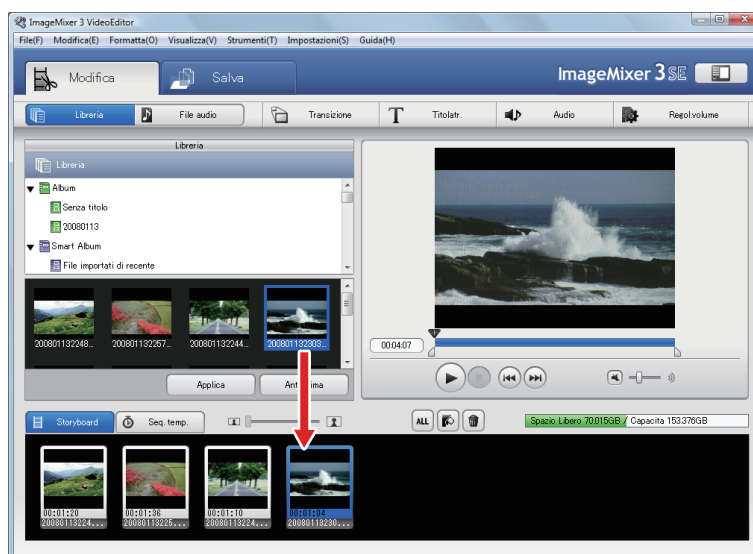 ImageMixer 3 VideoEditor
File(F) Modifica(E) Formatta(O) Visualizza(V) Strumenti(T) Impostazioni(S) Guida(H)
Modifica Salva ImageMixer 3 SE
Libreria File audio Transizione Titolatr. Audio Regol.volume
Libreria
Libreria
Album
Senza titolo
20080113
Smart Album
File importati di recente
200801132248... 200801132257... 200801132244... 200801132303...
00:04:07
Applica
Storyboard Seq. temp. ALL Spazio Libero 70.015GB / Capacita 153.376GB
00:01:20 00:01:36 00:01:10 00:01:04
20080113224... 20080113225... 20080113224... 20080113230...